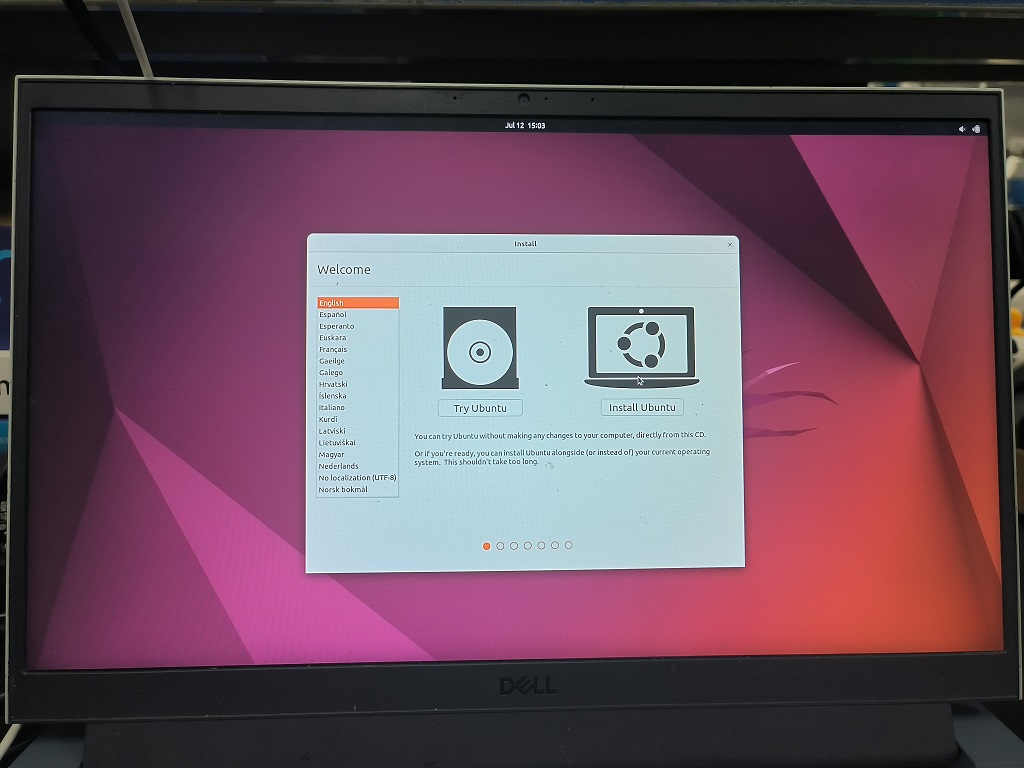 Jul 12 15:03
Install
Welcome
English
Español
Esperanto
Euskara
Français
Gaeilge
Galego
Hrvatski
Íslenska
Italiano
Kurdî
Latviski
Lietuviškai
Magyar
Nederlands
No localization (UTF-8)
Norsk bokmål
Try Ubuntu
Install Ubuntu
You can try Ubuntu without making any changes to your computer, directly from this CD.
Or if you're ready, you can install Ubuntu alongside (or instead of) your current operating
system. This shouldn't take too long.
DELL